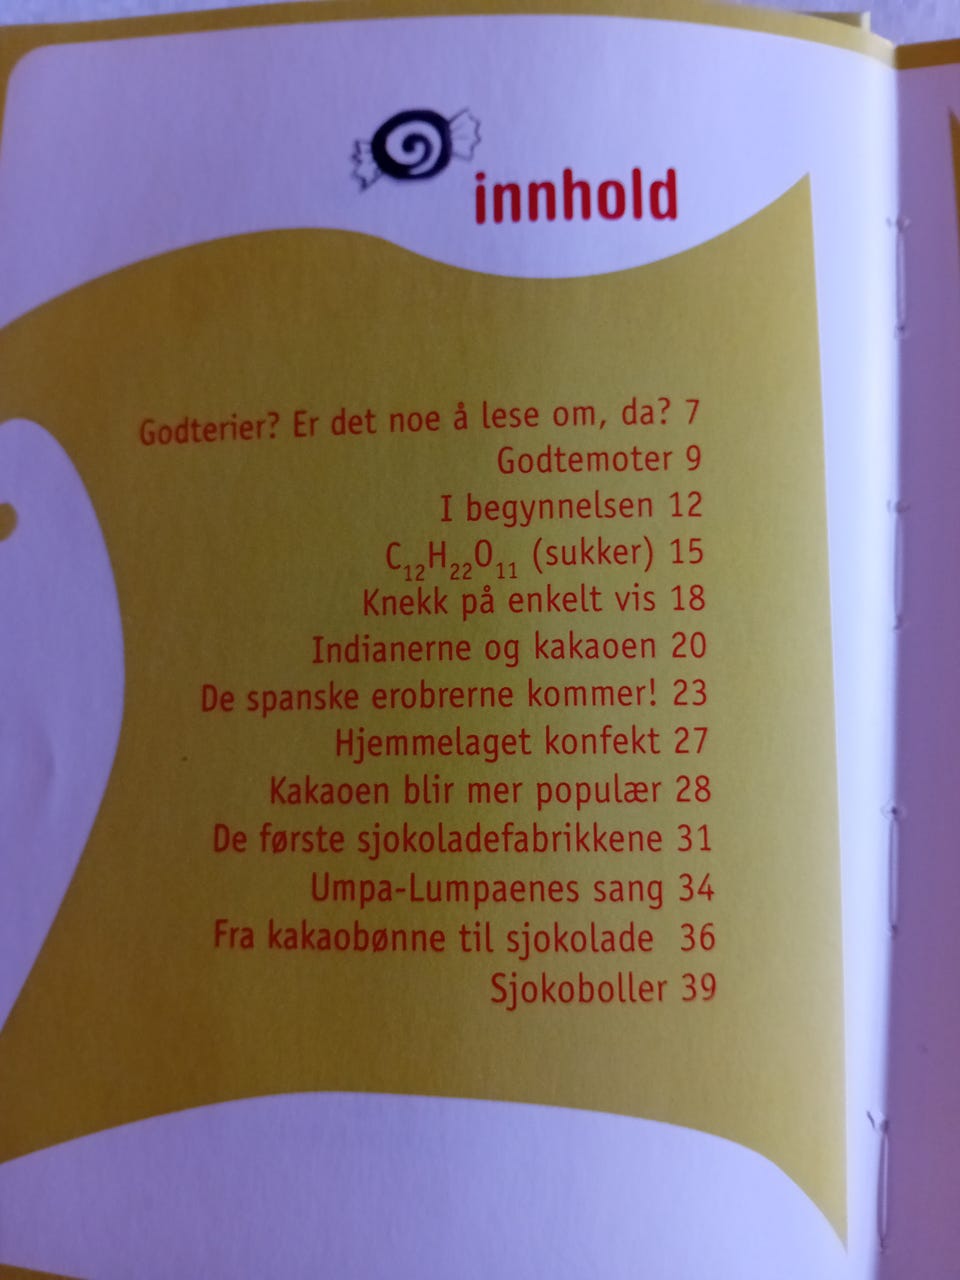 innhold
Godterier? Er det noe å lese om, da? 7
Godtemoter 9
I begynnelsen 12
C₁₂H₂₂O₁₁ (sukker) 15
Knekk på enkelt vis 18
Indianerne og kakaoen 20
De spanske erobrerne kommer! 23
Hjemmelaget konfekt 27
Kakaoen blir mer populær 28
De første sjokoladefabrikkene 31
Umpa-Lumpaenes sang 34
Fra kakaobønne til sjokolade 36
Sjokoboller 39